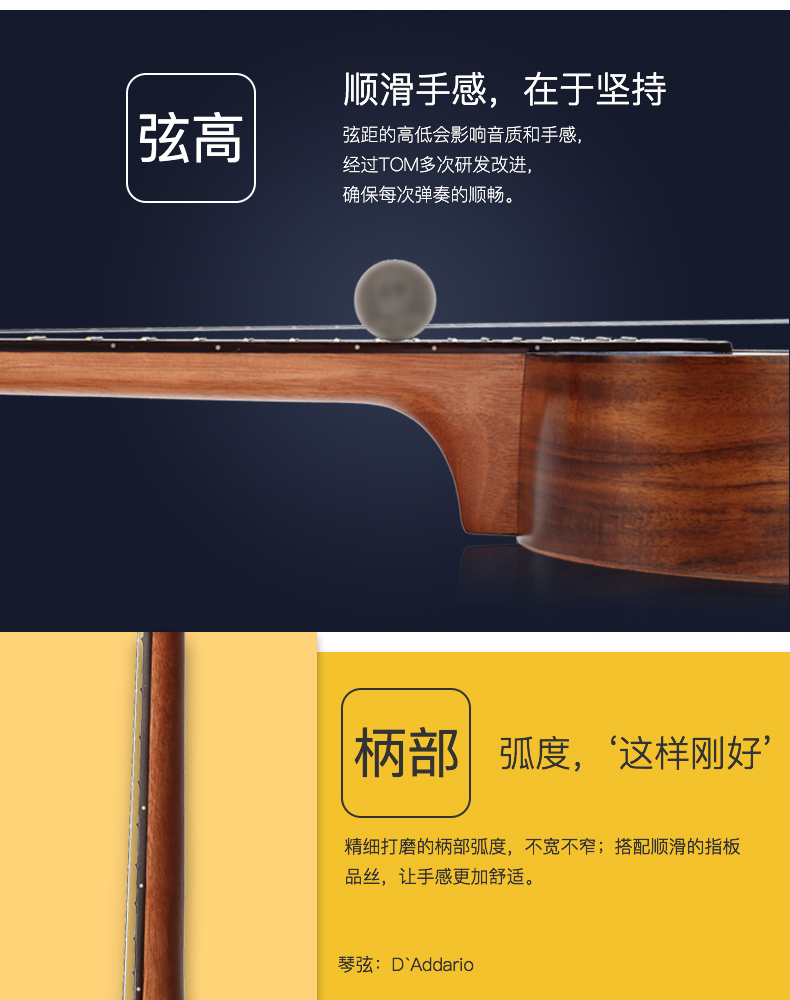 弦高
顺滑手感，在于坚持
弦距的高低会影响音质和手感，
经过TOM多次研发改进，
确保每次弹奏的顺畅。
柄部
弧度，‘这样刚好’
精细打磨的柄部弧度，不宽不窄；搭配顺滑的指板
品丝，让手感更加舒适。
琴弦：D`Addario